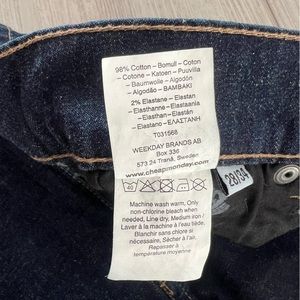 98% Cotton - Bomull - Coton
- Cotone - Katoen - Puuvilla
- Baumwolle - Algodón
- Algodão - BAMBAKI
2% Elastane - Elastan
- Elasthanne - Elastaania
- Elasthan - Elastan
- Elastano - ΕΛΑΣΤΑΝΗ
T031568
WEEKDAY BRANDS AB
Box 336
573 24 Tranå, Sweden
www.cheapmonday.com
40
Machine wash warm, Only
non-chlorine bleach when
needed, Line dry, Medium iron /
Laver à la machine à tiède
Blanchir sans chlore si
nécessaire, Sécher à l'air
Repasser à
température moyenne
28/34